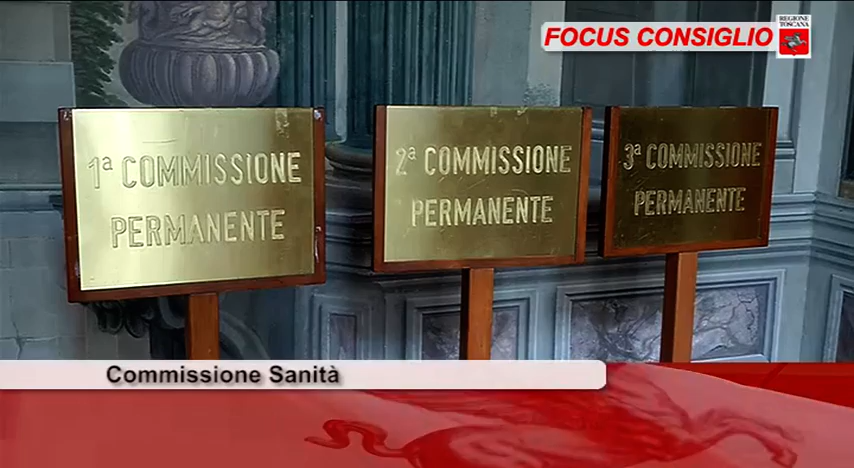 FOCUS CONSIGLIO
REGIONE
TOSCANA
1ª COMMISSIONE
PERMANENTE
2ª COMMISSIONE
PERMANENTE
3ª COMMISSIONE
PERMANENTE
Commissione Sanità